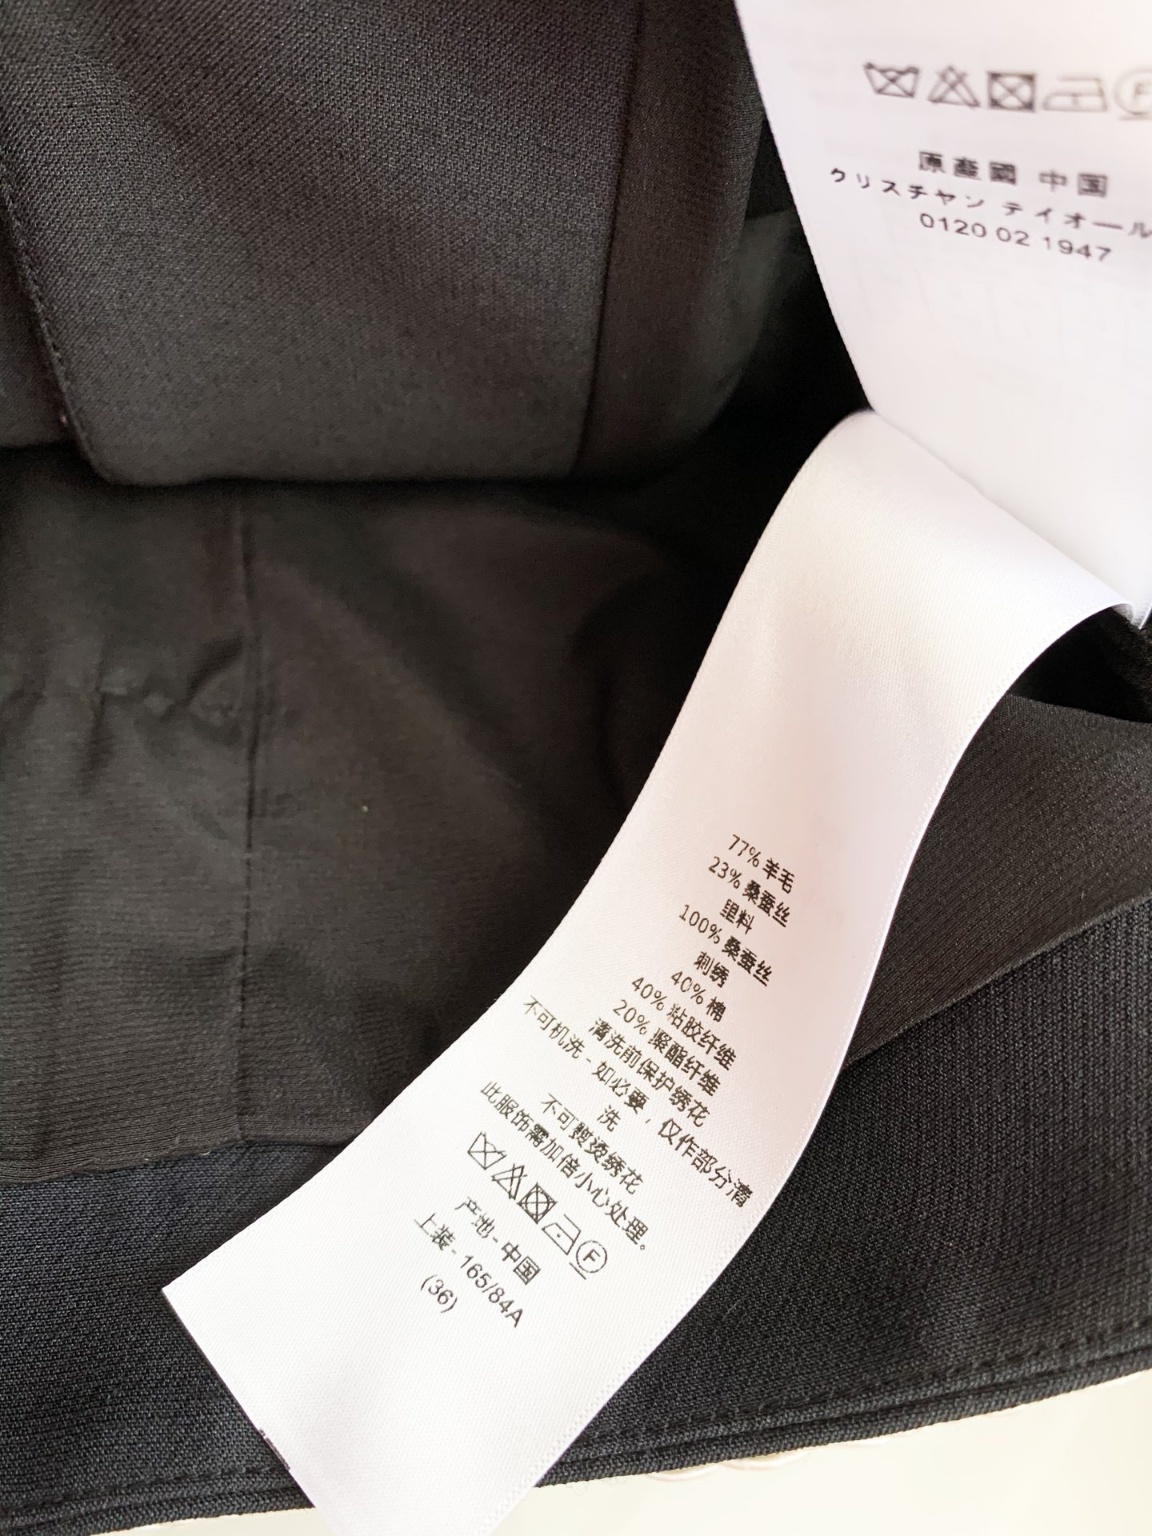 原産國 中国
クリスチャン ディオール
0120 02 1947
77% 羊毛
23% 桑蚕丝
里料
100% 桑蚕丝
刺绣
40% 棉
40% 粘胶纤维
20% 聚酯纤维
清洗前保护绣花
不可机洗 - 如必要，仅作部分清
洗
不可熨烫绣花
此服饰需加倍小心处理。
F
产地 - 中国
上装 - 165/84A
(36)